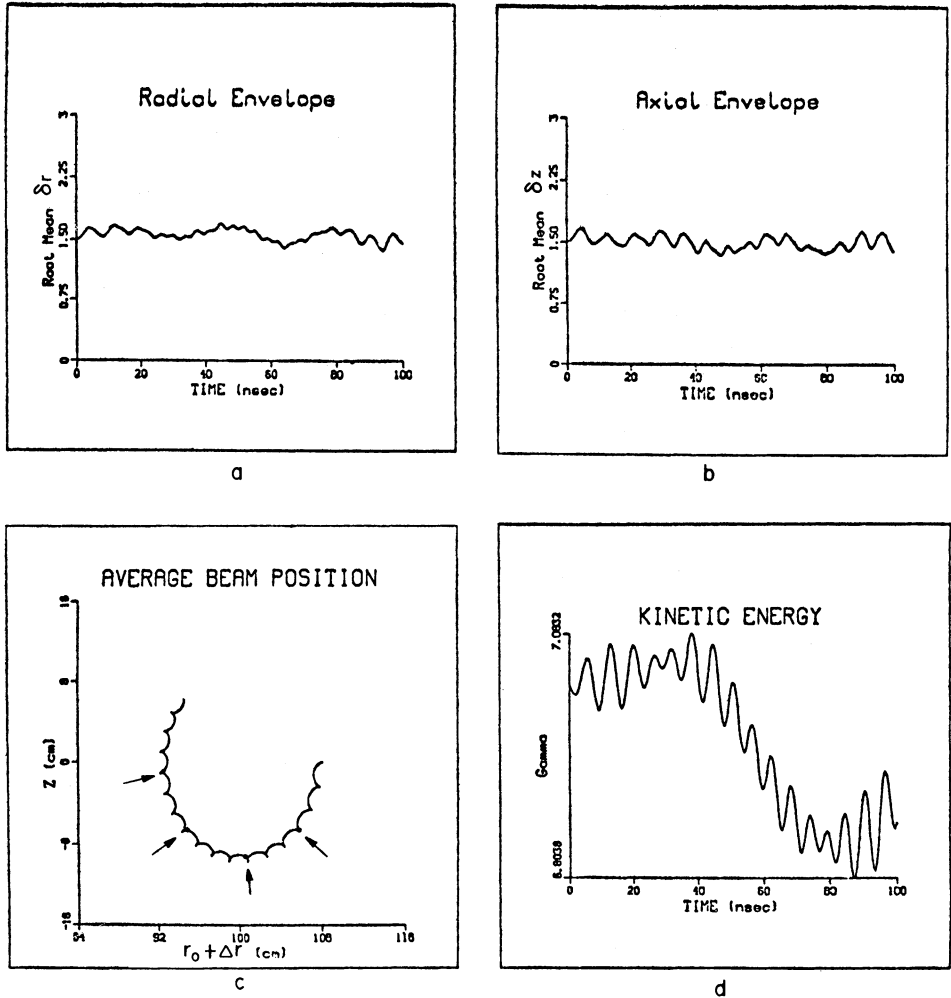 Radial Envelope
Root Mean δr
3
2.25
1.50
0.75
0
0 20 40 60 80 100
TIME (nsec)
a
Axial Envelope
Root Mean δz
3
2.25
1.50
0.75
0
0 20 40 60 80 100
TIME (nsec)
b
AVERAGE BEAM POSITION
Z (cm)
8
0
-8
-16
92 100 108 116
r₀+Δr (cm)
c
KINETIC ENERGY
Gamma
7.0832
6.8038
0 20 40 60 80 100
TIME (nsec)
d